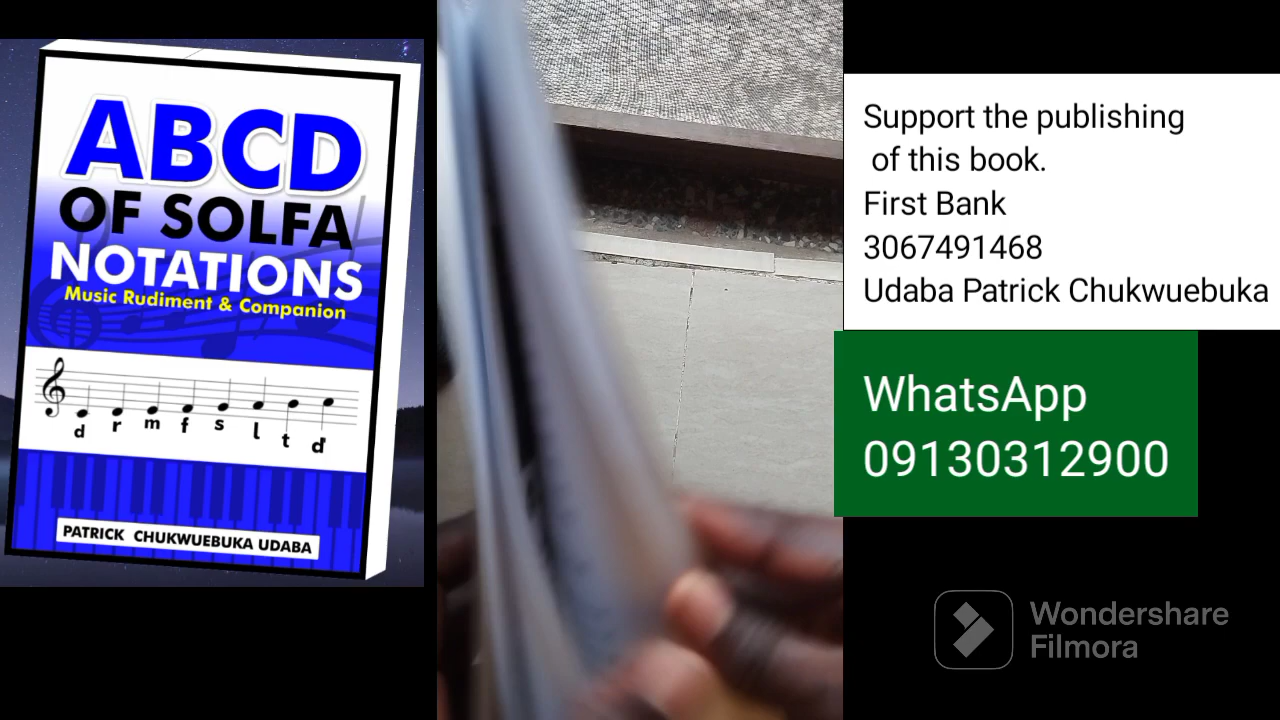 ABCD
OF SOLFA
NOTATIONS
Music Rudiment & Companion
d r m f s l t d'
PATRICK CHUKWUEBUKA UDABA
Support the publishing
of this book.
First Bank
3067491468
Udaba Patrick Chukwuebuka
WhatsApp
09130312900
Wondershare
Filmora